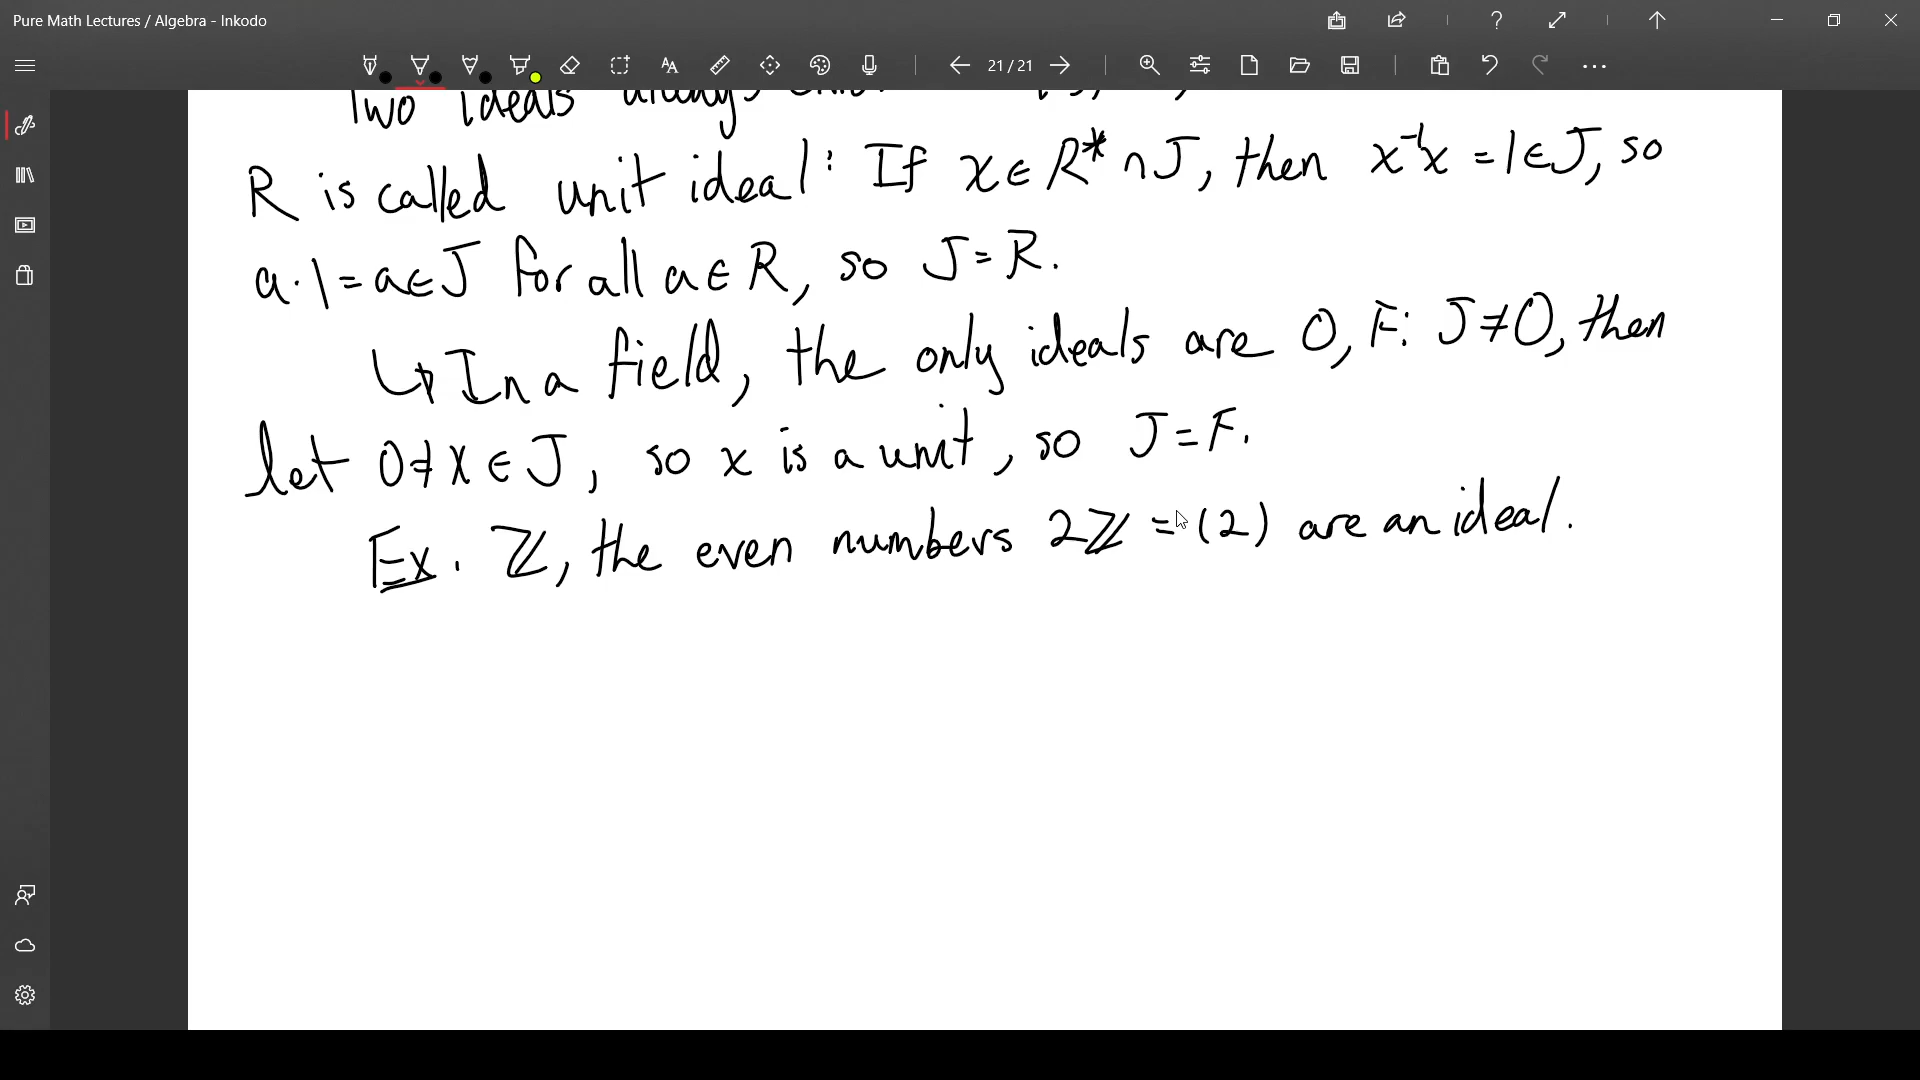 Pure Math Lectures / Algebra - Inkodo
21 / 21
Two ideals always
R is called unit ideal: If x ∈ R* ∩ J, then x⁻¹x = 1 ∈ J, so
a·1 = a ∈ J for all a ∈ R, so J = R.
↳ In a field, the only ideals are 0, F: J ≠ 0, then
let 0 ≠ x ∈ J, so x is a unit, so J = F.
Ex. ℤ, the even numbers 2ℤ = (2) are an ideal.